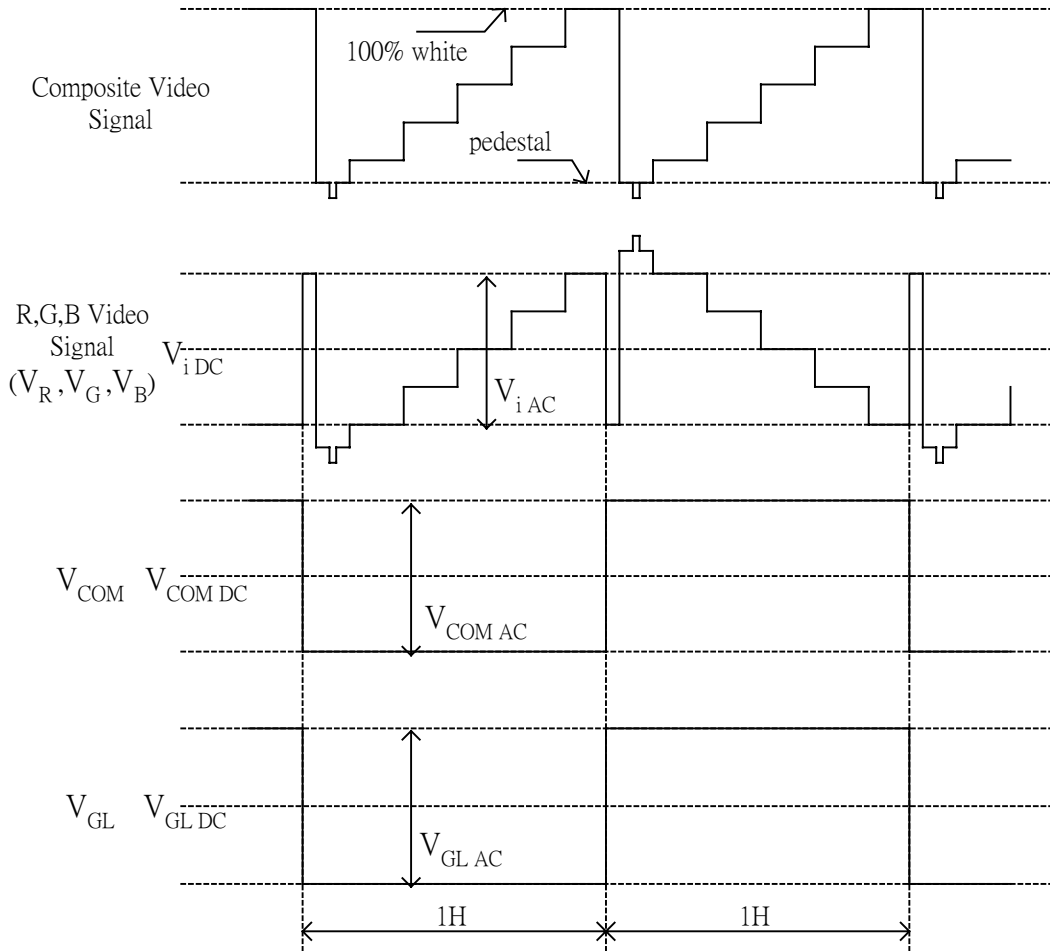 100% white
Composite Video
Signal
pedestal
R,G,B Video
Signal
(V_R ,V_G ,V_B)
V_i DC
V_i AC
V_COM V_COM DC
V_COM AC
V_GL V_GL DC
V_GL AC
1H 1H